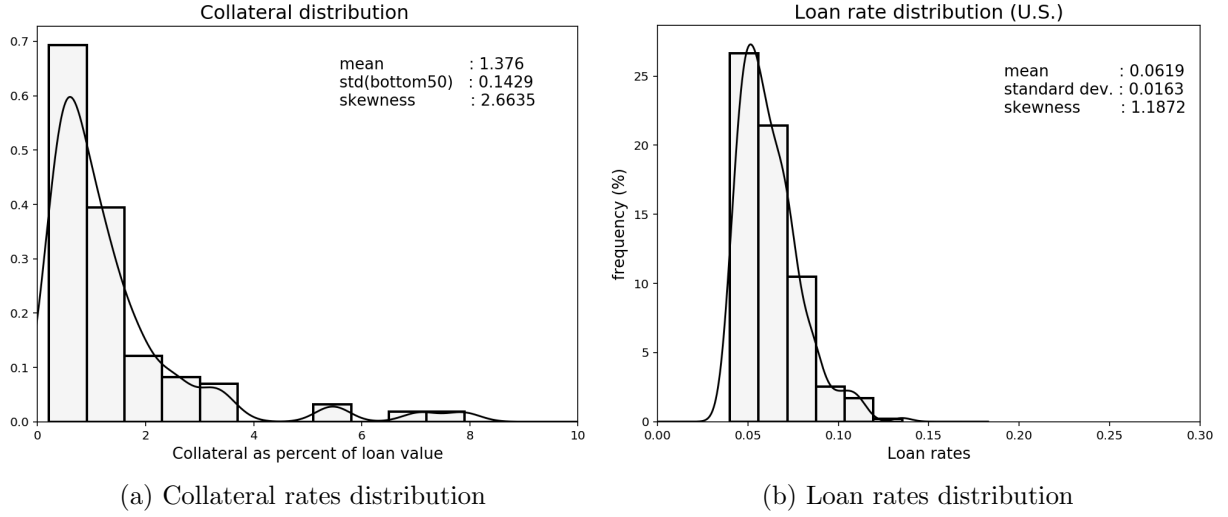 Collateral distribution
0.7
0.6
0.5
0.4
0.3
0.2
0.1
0.0
mean : 1.376
std(bottom50) : 0.1429
skewness : 2.6635
0 2 4 6 8 10
Collateral as percent of loan value
(a) Collateral rates distribution
Loan rate distribution (U.S.)
frequency (%)
25
20
15
10
5
0
mean : 0.0619
standard dev. : 0.0163
skewness : 1.1872
0.00 0.05 0.10 0.15 0.20 0.25 0.30
Loan rates
(b) Loan rates distribution